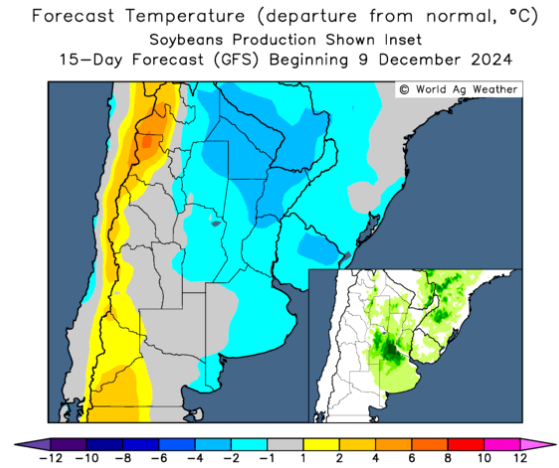 Forecast Temperature (departure from normal, °C)
Soybeans Production Shown Inset
15-Day Forecast (GFS) Beginning 9 December 2024
© World Ag Weather
-12 -10 -8 -6 -4 -2 -1 1 2 4 6 8 10 12